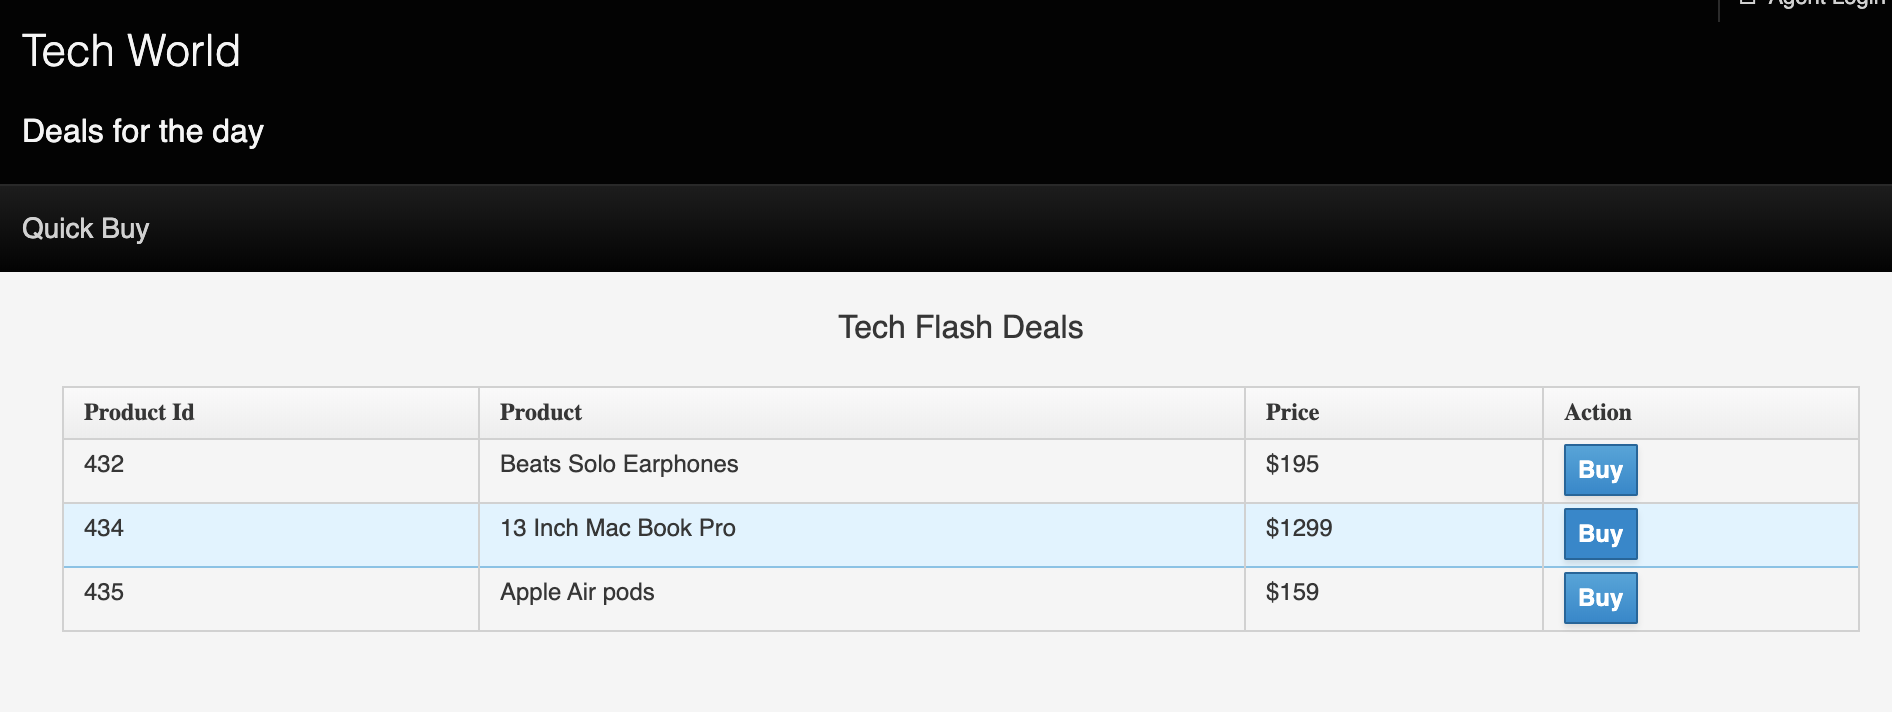 Agent Login
Tech World
Deals for the day
Quick Buy
Tech Flash Deals
Product Id Product Price Action
432 Beats Solo Earphones $195 Buy
434 13 Inch Mac Book Pro $1299 Buy
435 Apple Air pods $159 Buy